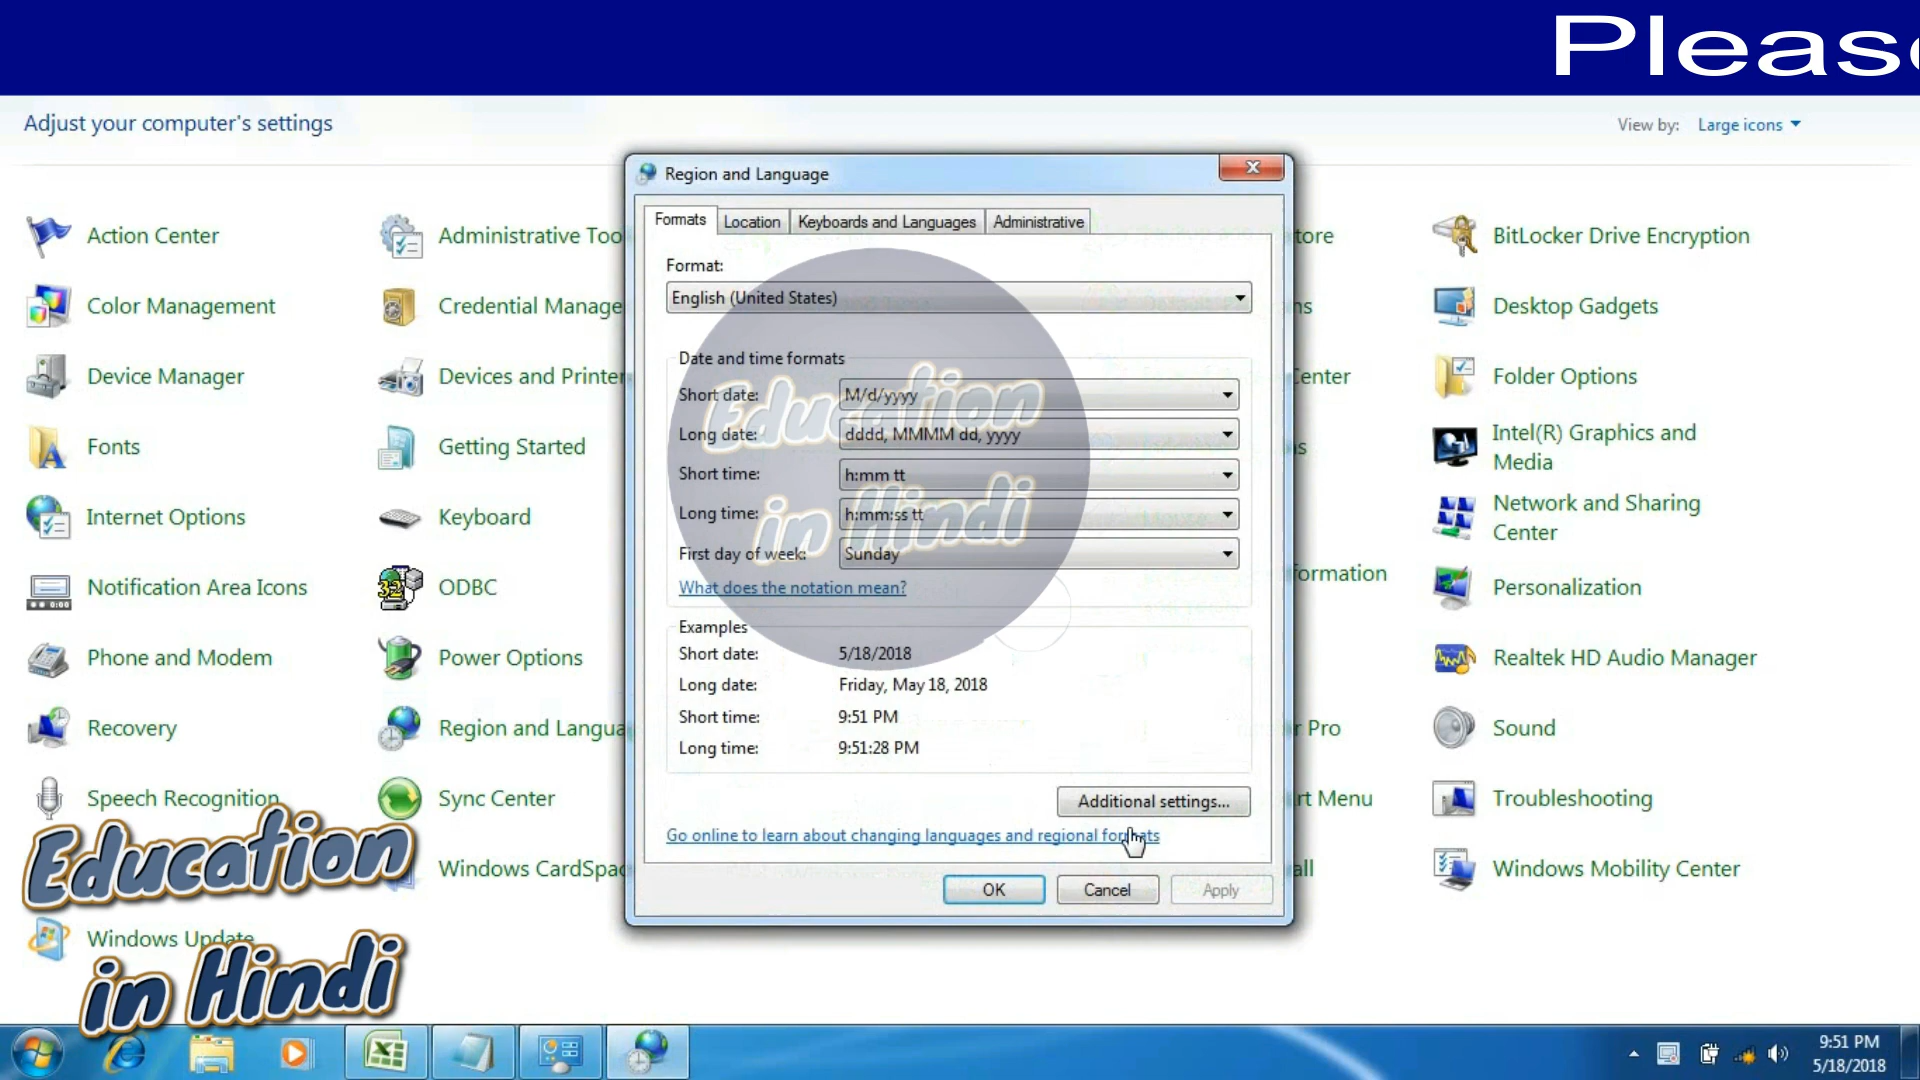 Please
Adjust your computer's settings
View by: Large icons
Region and Language
Formats
Location
Keyboards and Languages
Administrative
Format:
English (United States)
Date and time formats
Short date: M/d/yyyy
Long date: dddd, MMMM dd, yyyy
Short time: h:mm tt
Long time: h:mm:ss tt
First day of week: Sunday
What does the notation mean?
Examples
Short date: 5/18/2018
Long date: Friday, May 18, 2018
Short time: 9:51 PM
Long time: 9:51:28 PM
Additional settings...
Go online to learn about changing languages and regional formats
OK
Cancel
Apply
Education
in Hindi
Action Center
Administrative Too
tore
BitLocker Drive Encryption
Color Management
Credential Manage
ns
Desktop Gadgets
Device Manager
Devices and Printer
Center
Folder Options
Fonts
Getting Started
Intel(R) Graphics and
Media
Internet Options
Keyboard
Network and Sharing
Center
Notification Area Icons
ODBC
formation
Personalization
Phone and Modem
Power Options
Realtek HD Audio Manager
Recovery
Region and Langua
r Pro
Sound
Speech Recognition
Sync Center
rt Menu
Troubleshooting
Windows CardSpac
all
Windows Mobility Center
Windows Update
Education
in Hindi
9:51 PM
5/18/2018